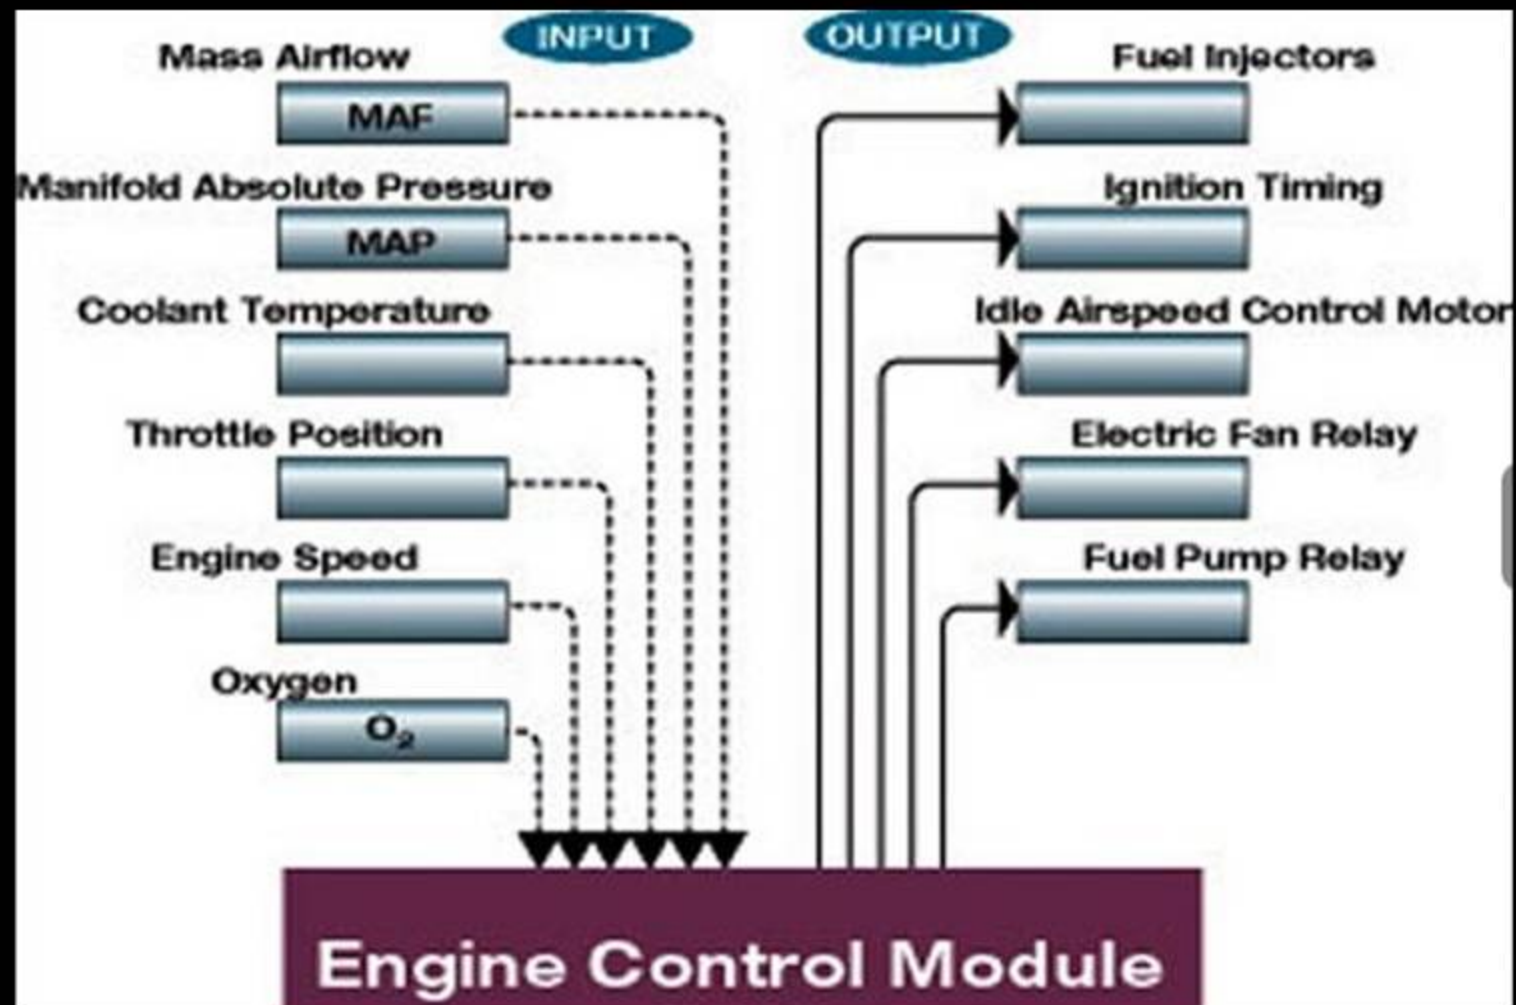 INPUT
OUTPUT
Mass Airflow
MAF
Manifold Absolute Pressure
MAP
Coolant Temperature
Throttle Position
Engine Speed
Oxygen
O₂
Fuel Injectors
Ignition Timing
Idle Airspeed Control Motor
Electric Fan Relay
Fuel Pump Relay
Engine Control Module